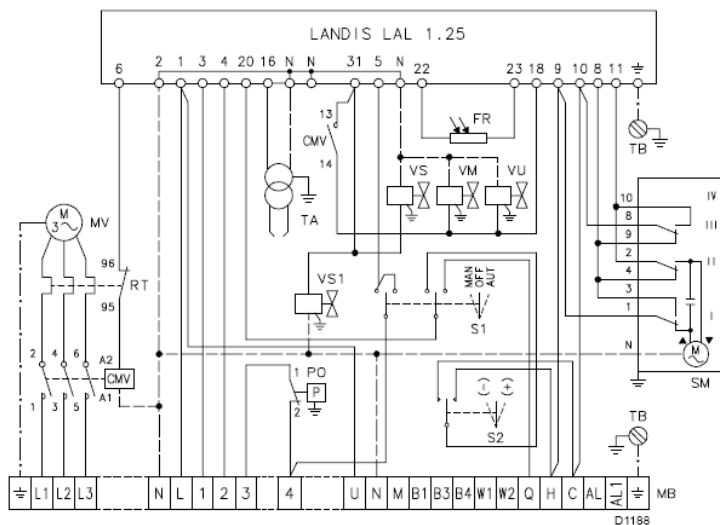 LANDIS LAL 1.25
6 2 1 3 4 20 16 N N 31 5 N 22 23 18 9 10 8 11
13
CMV
14
FR
TB
TA
VS VM VU
10 IV
8 III
9
2 II
4
3
1 I
N
M
SM
M
3
MV
96
RT
95
VS1
MAN
OFF
AUT
S1
2 4 6 A2
CMV
1 3 5 A1
1 PO
P
2
(-) (+)
S2
TB
L1 L2 L3 N L 1 2 3 4 U N M B1 B3 B4 W1 W2 Q H C AL AL1 MB
D1188